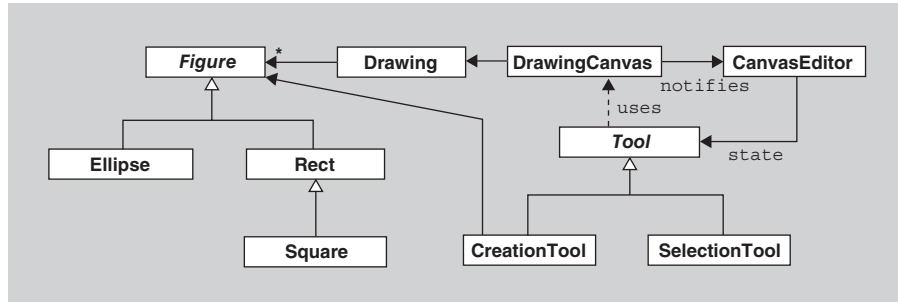 Figure
*
Drawing
DrawingCanvas
CanvasEditor
notifies
uses
Tool
state
Ellipse
Rect
Square
CreationTool
SelectionTool